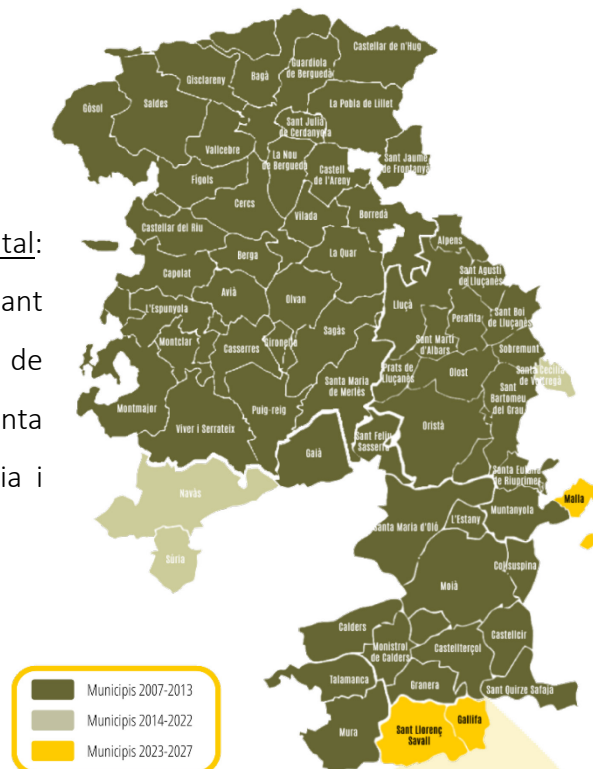 Castellar de n'Hug
Guardiola
de Berguedà
Bagà
Gisclareny
Saldes
Gósol
La Pobla de Lillet
Sant Julià
de Cerdanyola
Vallcebre
La Nou
de Berguedà
Castell
de l'Areny
Sant Jaume
de Frontanyà
Fígols
Cercs
Vilada
Borredà
Castellar del Riu
Alpens
tal:
Berga
La Quar
Sant Agustí
de Lluçanès
Capolat
ant
Avià
Olvan
Lluçà
L'Espunyola
Perafita
Sant Boi
de Lluçanès
Sagàs
Montclar
Casserres
Gironella
Sant Martí
d'Albars
Sobremunt
de
Prats de
Lluçanès
Olost
Santa Cecília
de Voltregà
Santa Maria
de Merlès
Sant
Bartomeu
del Grau
Montmajor
Puig-reig
nta
Viver i Serrateix
Oristà
Gaià
Sant Feliu
Sasserra
ia i
Santa Eulàlia
de Riuprimer
Navàs
Malla
Muntanyola
L'Estany
Santa Maria d'Oló
Súria
Collsuspina
Moià
Calders
Monistrol
de Calders
Castellterçol
Castellcir
Talamanca
Granera
Sant Quirze Safaja
Mura
Sant Llorenç
Savall
Gallifa
Municipis 2007-2013
Municipis 2014-2022
Municipis 2023-2027